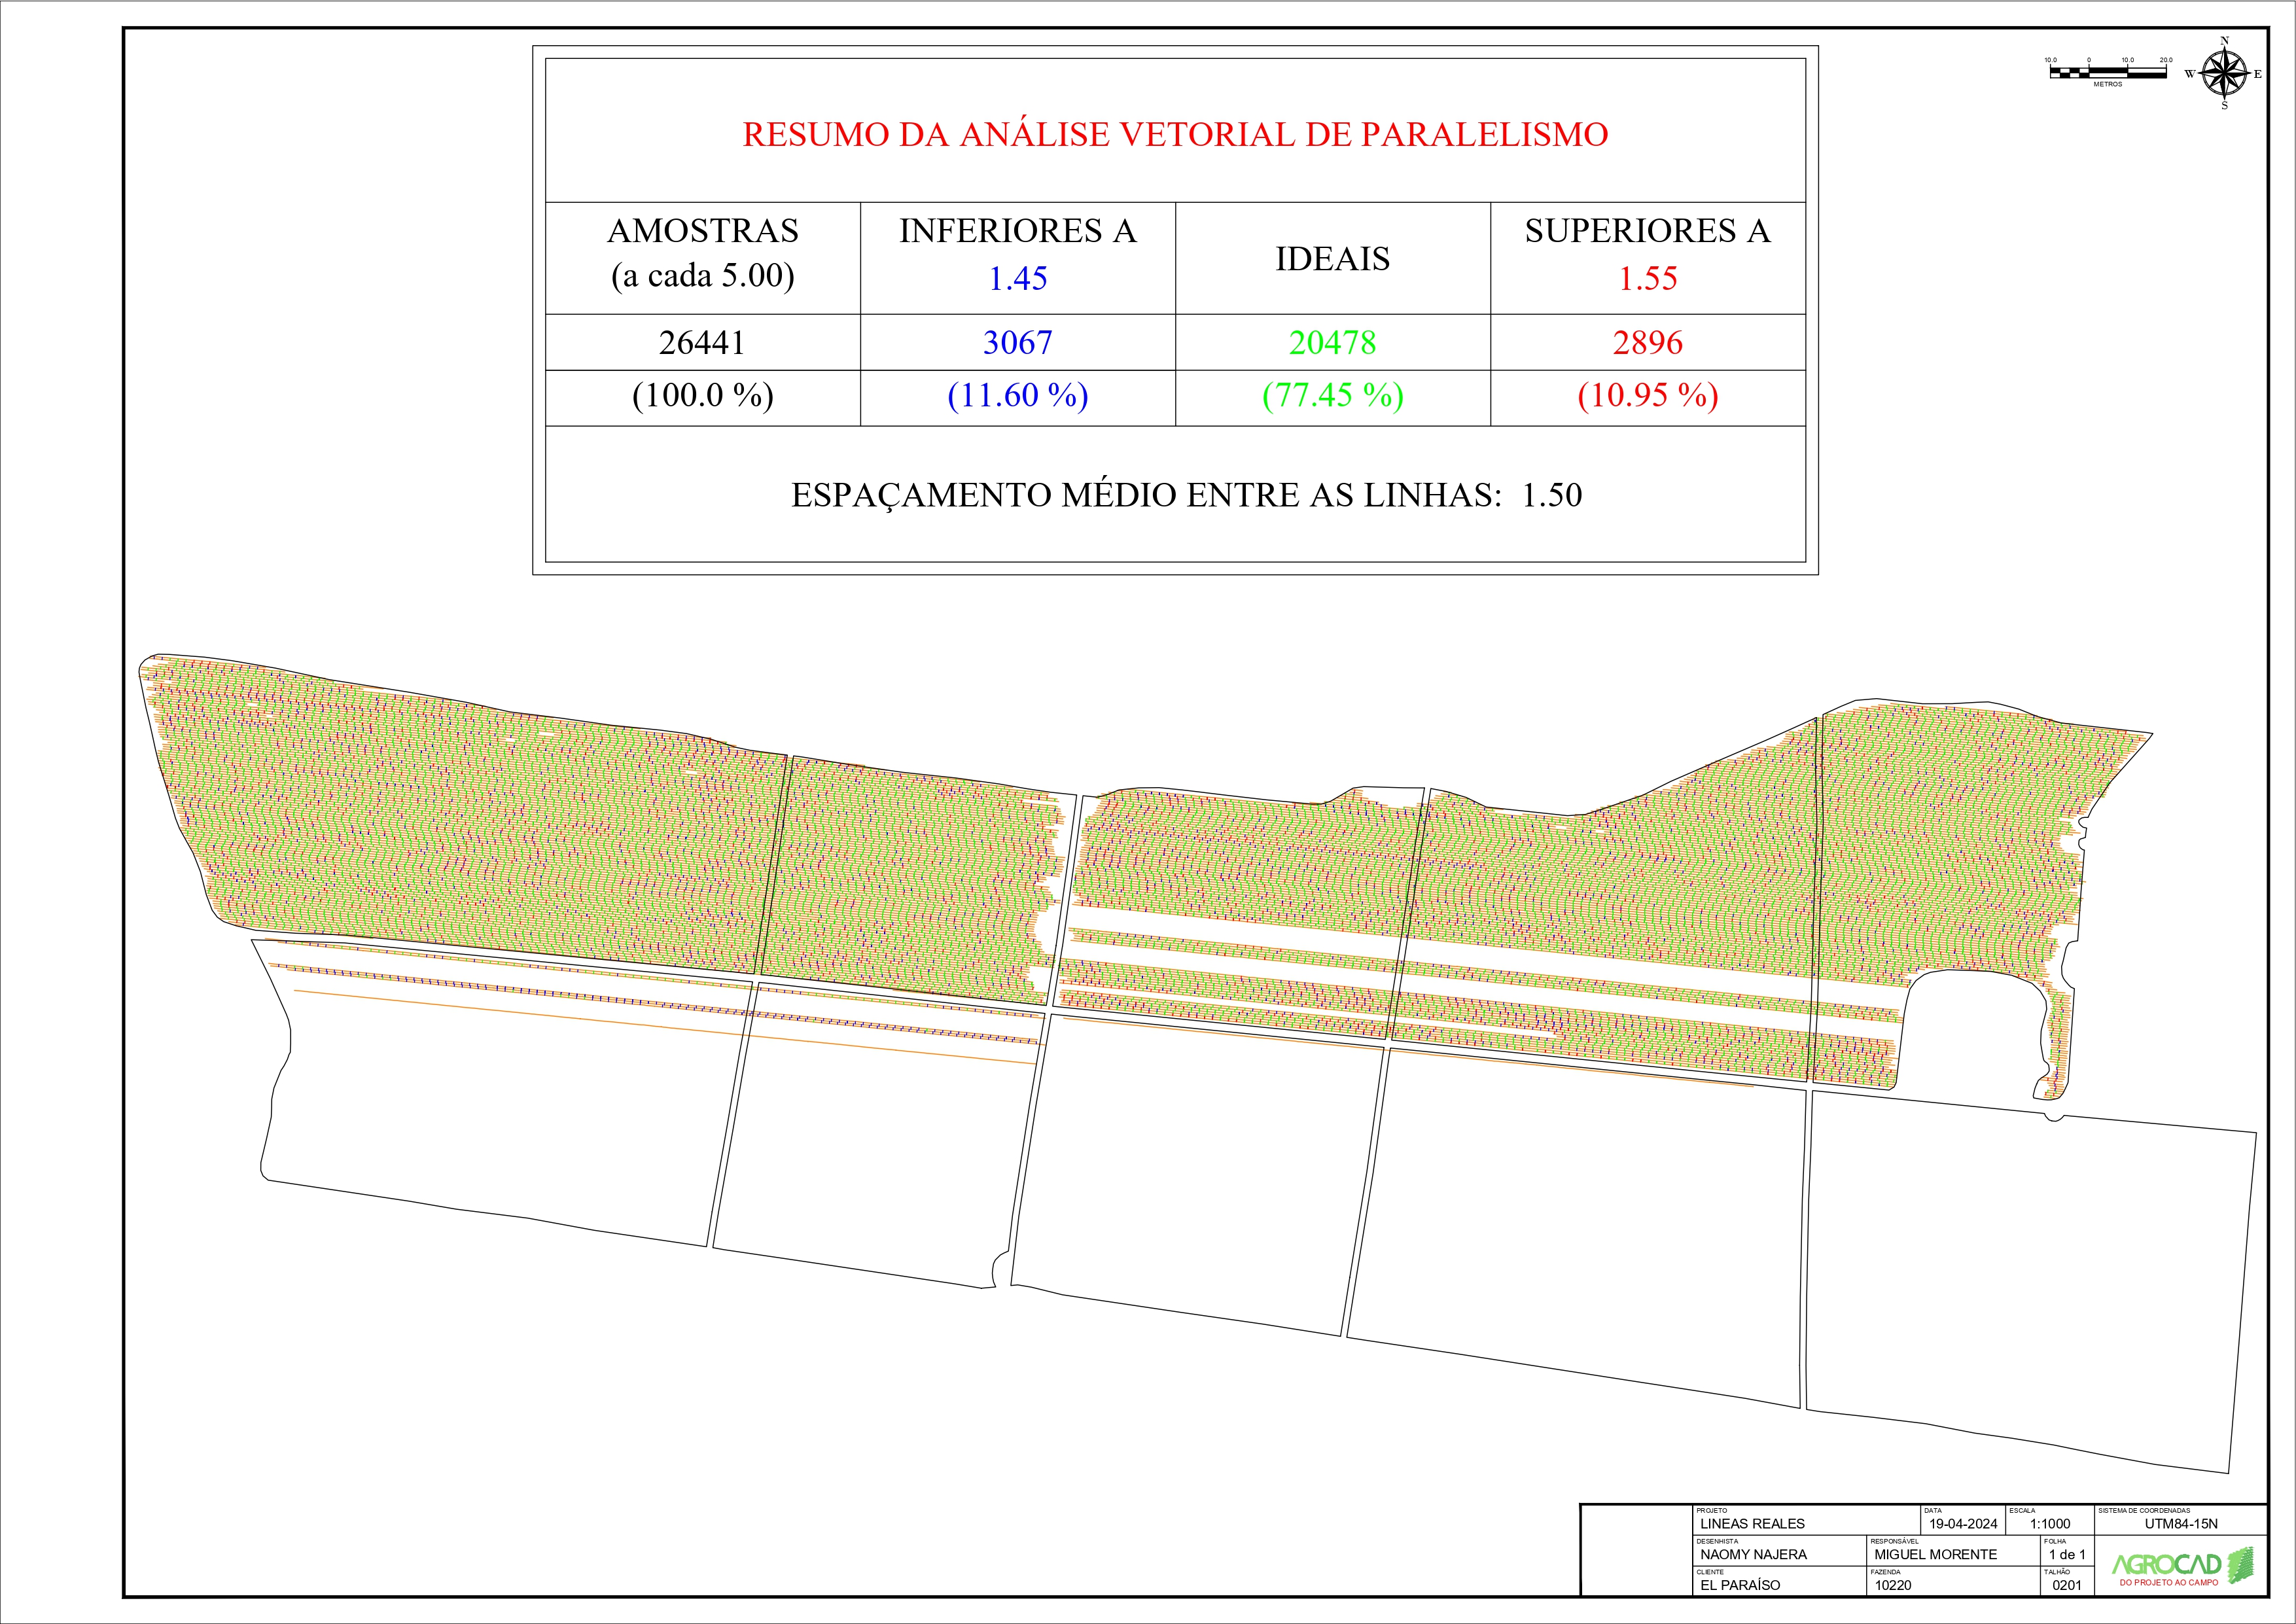 N
10.0 0 10.0 20.0
W E
METROS
S
RESUMO DA ANÁLISE VETORIAL DE PARALELISMO
AMOSTRAS
(a cada 5.00)
INFERIORES A
1.45
IDEAIS
SUPERIORES A
1.55
26441 3067 20478 2896
(100.0 %) (11.60 %) (77.45 %) (10.95 %)
ESPAÇAMENTO MÉDIO ENTRE AS LINHAS: 1.50
PROJETO DATA ESCALA SISTEMA DE COORDENADAS
LINEAS REALES 19-04-2024 1:1000 UTM84-15N
DESENHISTA RESPONSÁVEL FOLHA
NAOMY NAJERA MIGUEL MORENTE 1 de 1
CLIENTE FAZENDA TALHÃO
EL PARAÍSO 10220 0201
AGROCAD
DO PROJETO AO CAMPO